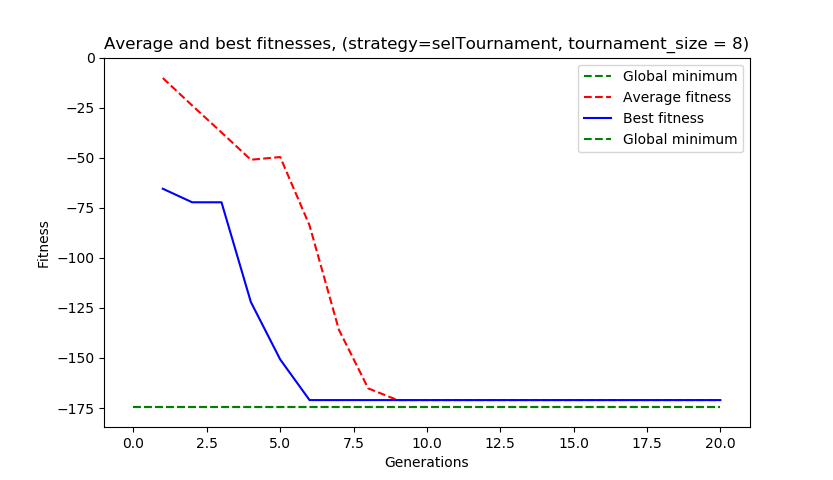 Average and best fitnesses, (strategy=selTournament, tournament_size = 8)
0
−25
−50
−75
−100
−125
−150
−175
Fitness
Global minimum
Average fitness
Best fitness
Global minimum
0.0 2.5 5.0 7.5 10.0 12.5 15.0 17.5 20.0
Generations